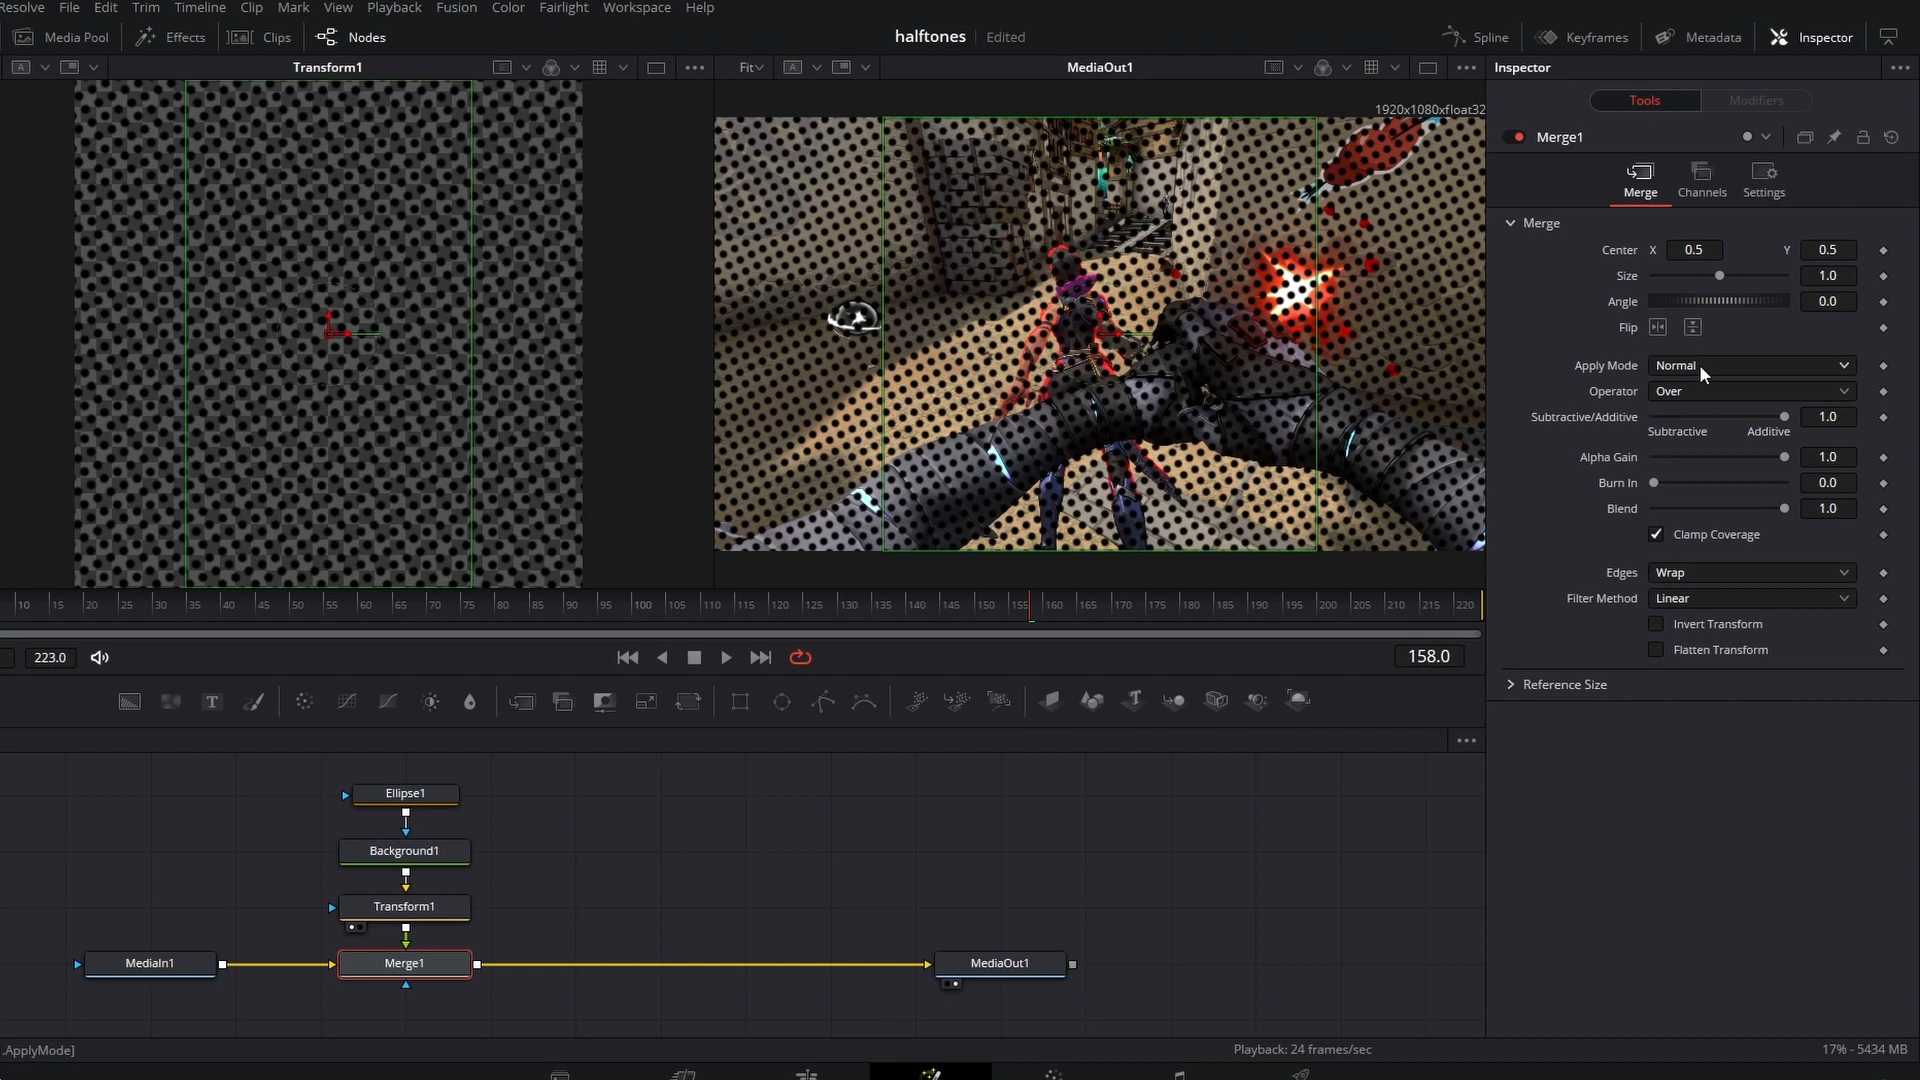 Resolve File Edit Trim Timeline Clip Mark View Playback Fusion Color Fairlight Workspace Help
Media Pool Effects Clips Nodes halftones Edited Spline Keyframes Metadata Inspector
A Transform1 Fit A MediaOut1 Inspector
1920x1080xfloat32
Tools Modifiers
Merge1
Merge Channels Settings
Merge
Center X 0.5 Y 0.5
Size 1.0
Angle 0.0
Flip
Apply Mode Normal
Operator Over
Subtractive/Additive 1.0
Subtractive Additive
Alpha Gain 1.0
Burn In 0.0
Blend 1.0
Clamp Coverage
Edges Wrap
Filter Method Linear
Invert Transform
Flatten Transform
Reference Size
10 15 20 25 30 35 40 45 50 55 60 65 70 75 80 85 90 95 100 105 110 115 120 125 130 135 140 145 150 155 160 165 170 175 180 185 190 195 200 205 210 215 220
223.0 158.0
T T
Ellipse1
Background1
Transform1
MediaIn1 Merge1 MediaOut1
.ApplyMode] Playback: 24 frames/sec 17% - 5434 MB